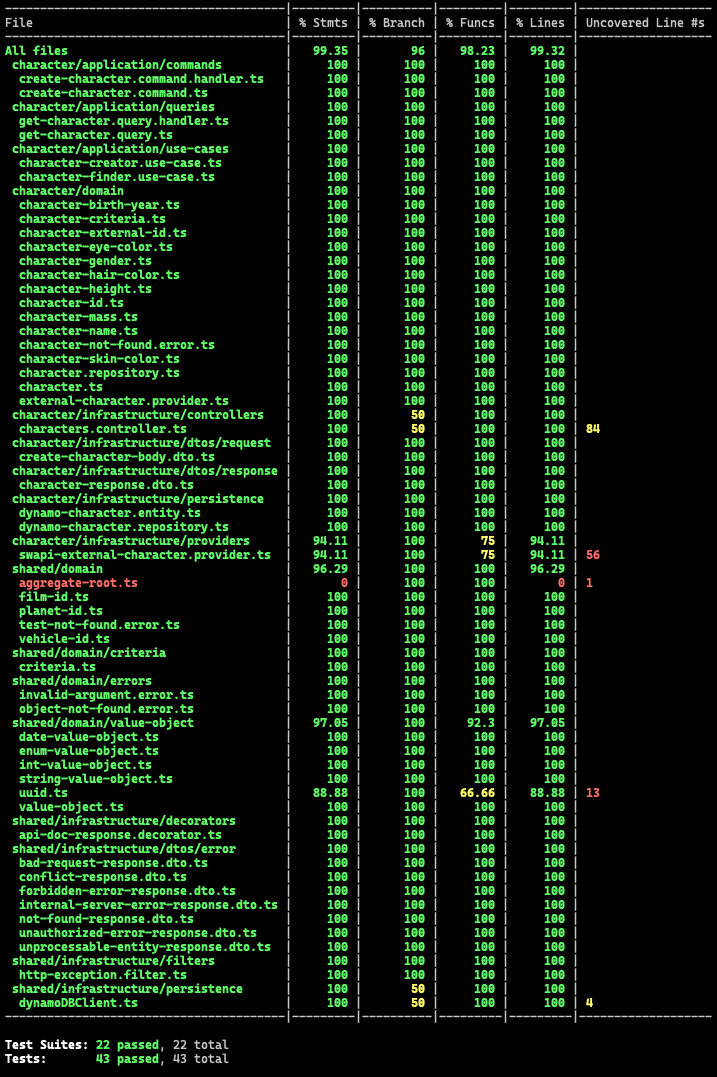 File | % Stmts | % Branch | % Funcs | % Lines | Uncovered Line #s
All files | 99.35 | 96 | 98.23 | 99.32 |
character/application/commands | 100 | 100 | 100 | 100 |
create-character.command.handler.ts | 100 | 100 | 100 | 100 |
create-character.command.ts | 100 | 100 | 100 | 100 |
character/application/queries | 100 | 100 | 100 | 100 |
get-character.query.handler.ts | 100 | 100 | 100 | 100 |
get-character.query.ts | 100 | 100 | 100 | 100 |
character/application/use-cases | 100 | 100 | 100 | 100 |
character-creator.use-case.ts | 100 | 100 | 100 | 100 |
character-finder.use-case.ts | 100 | 100 | 100 | 100 |
character/domain | 100 | 100 | 100 | 100 |
character-birth-year.ts | 100 | 100 | 100 | 100 |
character-criteria.ts | 100 | 100 | 100 | 100 |
character-external-id.ts | 100 | 100 | 100 | 100 |
character-eye-color.ts | 100 | 100 | 100 | 100 |
character-gender.ts | 100 | 100 | 100 | 100 |
character-hair-color.ts | 100 | 100 | 100 | 100 |
character-height.ts | 100 | 100 | 100 | 100 |
character-id.ts | 100 | 100 | 100 | 100 |
character-mass.ts | 100 | 100 | 100 | 100 |
character-name.ts | 100 | 100 | 100 | 100 |
character-not-found.error.ts | 100 | 100 | 100 | 100 |
character-skin-color.ts | 100 | 100 | 100 | 100 |
character.repository.ts | 100 | 100 | 100 | 100 |
character.ts | 100 | 100 | 100 | 100 |
external-character.provider.ts | 100 | 100 | 100 | 100 |
character/infrastructure/controllers | 100 | 50 | 100 | 100 |
characters.controller.ts | 100 | 50 | 100 | 100 | 84
character/infrastructure/dtos/request | 100 | 100 | 100 | 100 |
create-character-body.dto.ts | 100 | 100 | 100 | 100 |
character/infrastructure/dtos/response | 100 | 100 | 100 | 100 |
character-response.dto.ts | 100 | 100 | 100 | 100 |
character/infrastructure/persistence | 100 | 100 | 100 | 100 |
dynamo-character.entity.ts | 100 | 100 | 100 | 100 |
dynamo-character.repository.ts | 100 | 100 | 100 | 100 |
character/infrastructure/providers | 94.11 | 100 | 75 | 94.11 |
swapi-external-character.provider.ts | 94.11 | 100 | 75 | 94.11 | 56
shared/domain | 96.29 | 100 | 100 | 96.29 |
aggregate-root.ts | 0 | 100 | 100 | 0 | 1
film-id.ts | 100 | 100 | 100 | 100 |
planet-id.ts | 100 | 100 | 100 | 100 |
test-not-found.error.ts | 100 | 100 | 100 | 100 |
vehicle-id.ts | 100 | 100 | 100 | 100 |
shared/domain/criteria | 100 | 100 | 100 | 100 |
criteria.ts | 100 | 100 | 100 | 100 |
shared/domain/errors | 100 | 100 | 100 | 100 |
invalid-argument.error.ts | 100 | 100 | 100 | 100 |
object-not-found.error.ts | 100 | 100 | 100 | 100 |
shared/domain/value-object | 97.05 | 100 | 92.3 | 97.05 |
date-value-object.ts | 100 | 100 | 100 | 100 |
enum-value-object.ts | 100 | 100 | 100 | 100 |
int-value-object.ts | 100 | 100 | 100 | 100 |
string-value-object.ts | 100 | 100 | 100 | 100 |
uuid.ts | 88.88 | 100 | 66.66 | 88.88 | 13
value-object.ts | 100 | 100 | 100 | 100 |
shared/infrastructure/decorators | 100 | 100 | 100 | 100 |
api-doc-response.decorator.ts | 100 | 100 | 100 | 100 |
shared/infrastructure/dtos/error | 100 | 100 | 100 | 100 |
bad-request-response.dto.ts | 100 | 100 | 100 | 100 |
conflict-response.dto.ts | 100 | 100 | 100 | 100 |
forbidden-error-response.dto.ts | 100 | 100 | 100 | 100 |
internal-server-error-response.dto.ts | 100 | 100 | 100 | 100 |
not-found-response.dto.ts | 100 | 100 | 100 | 100 |
unauthorized-error-response.dto.ts | 100 | 100 | 100 | 100 |
unprocessable-entity-response.dto.ts | 100 | 100 | 100 | 100 |
shared/infrastructure/filters | 100 | 100 | 100 | 100 |
http-exception.filter.ts | 100 | 100 | 100 | 100 |
shared/infrastructure/persistence | 100 | 50 | 100 | 100 |
dynamoDBClient.ts | 100 | 50 | 100 | 100 | 4
Test Suites: 22 passed, 22 total
Tests: 43 passed, 43 total